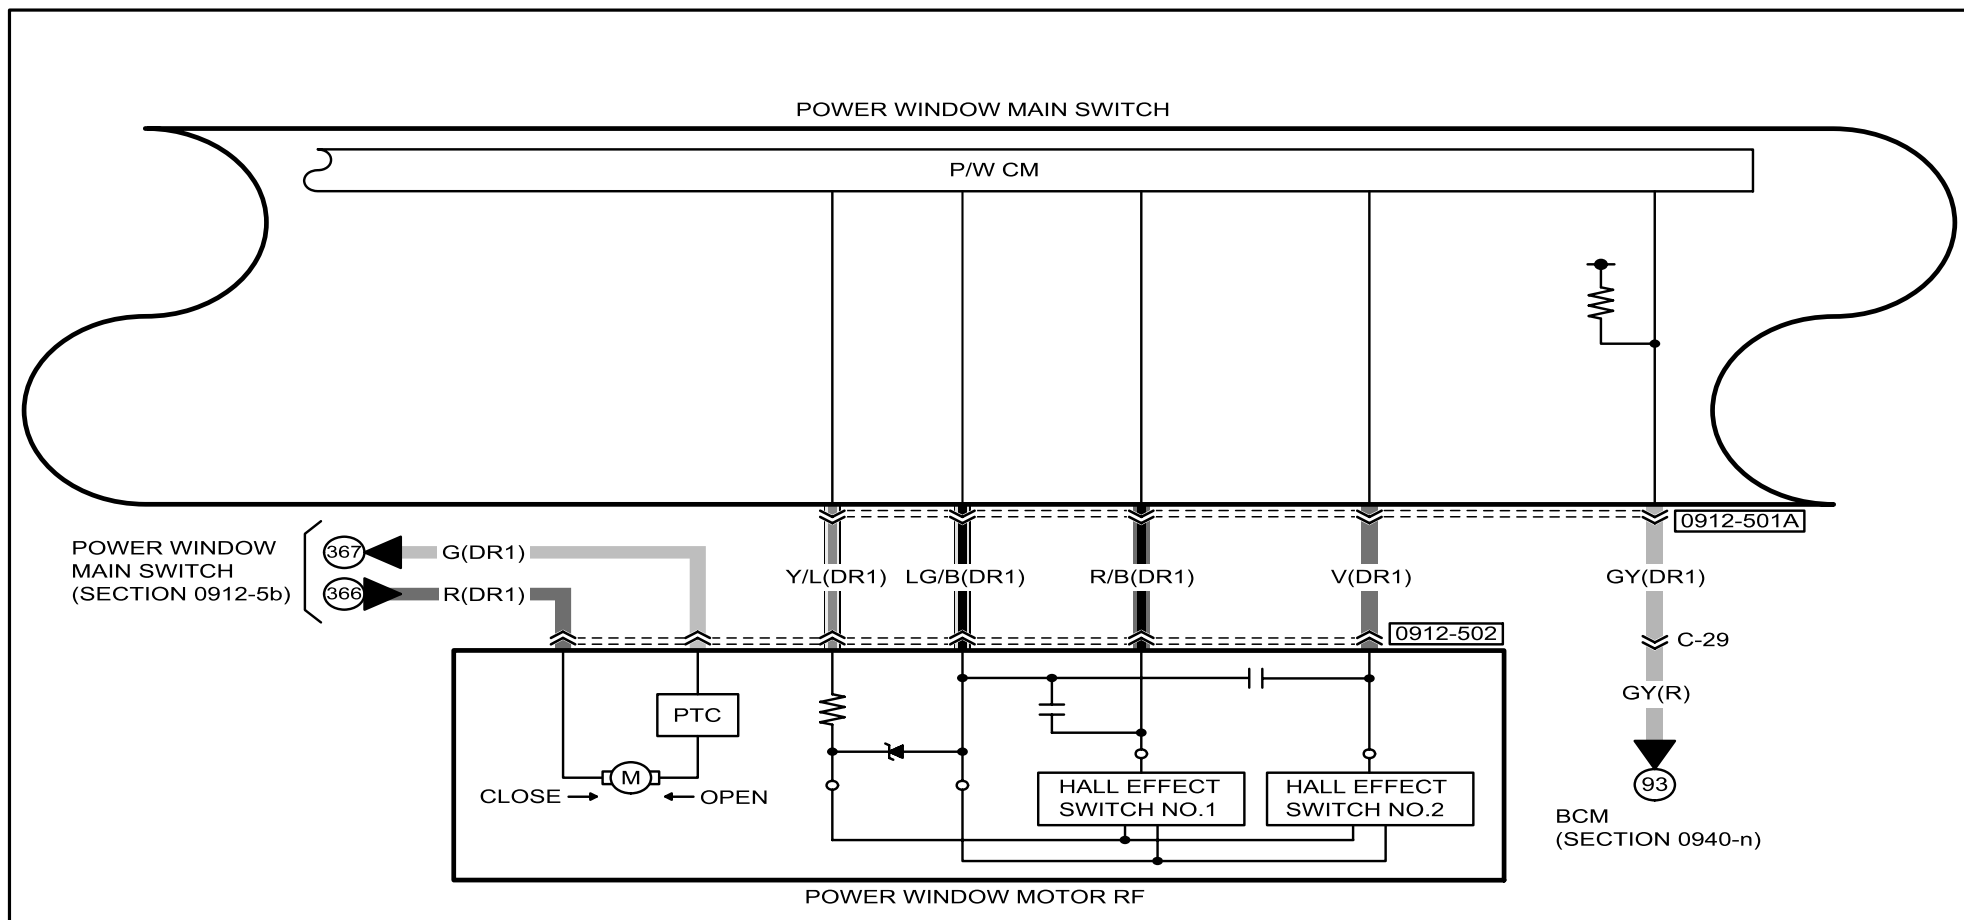 POWER WINDOW MAIN SWITCH
P/W CM
0912-501A
POWER WINDOW
MAIN SWITCH
(SECTION 0912-5b)
367
G(DR1)
366
R(DR1)
Y/L(DR1)
LG/B(DR1)
R/B(DR1)
V(DR1)
GY(DR1)
0912-502
C-29
GY(R)
PTC
M
CLOSE
OPEN
HALL EFFECT
SWITCH NO.1
HALL EFFECT
SWITCH NO.2
93
BCM
(SECTION 0940-n)
POWER WINDOW MOTOR RF